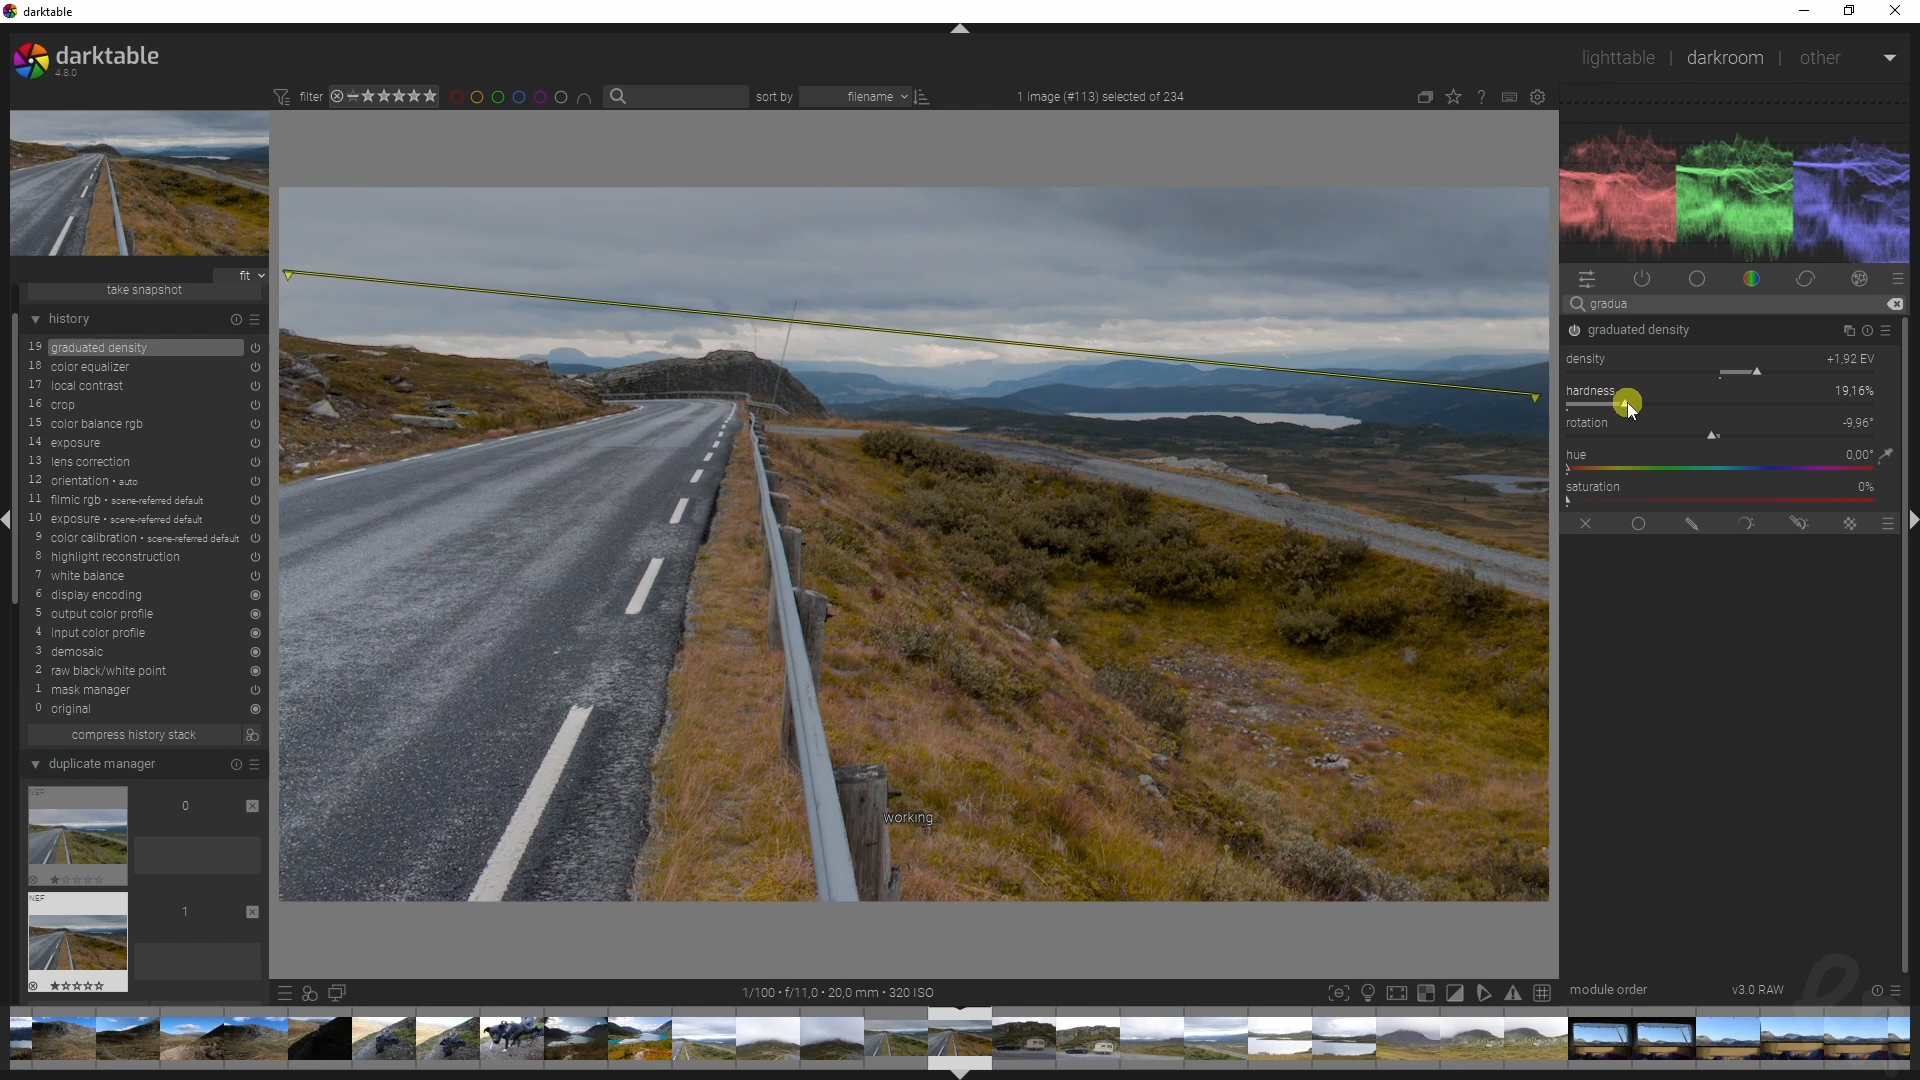 darktable
darktable
4.8.0
lighttable | darkroom | other
filter
sort by filename
1 image (#113) selected of 234
fit
take snapshot
history
19 graduated density
18 color equalizer
17 local contrast
16 crop
15 color balance rgb
14 exposure
13 lens correction
12 orientation • auto
11 filmic rgb • scene-referred default
10 exposure • scene-referred default
9 color calibration • scene-referred default
8 highlight reconstruction
7 white balance
6 display encoding
5 output color profile
4 input color profile
3 demosaic
2 raw black/white point
1 mask manager
0 original
compress history stack
duplicate manager
NEF
0
NEF
1
working..
1/100 • f/11,0 • 20,0 mm • 320 ISO
gradua
graduated density
density +1,92 EV
hardness 19,16%
rotation -9,96°
hue 0,00°
saturation 0%
module order v3.0 RAW